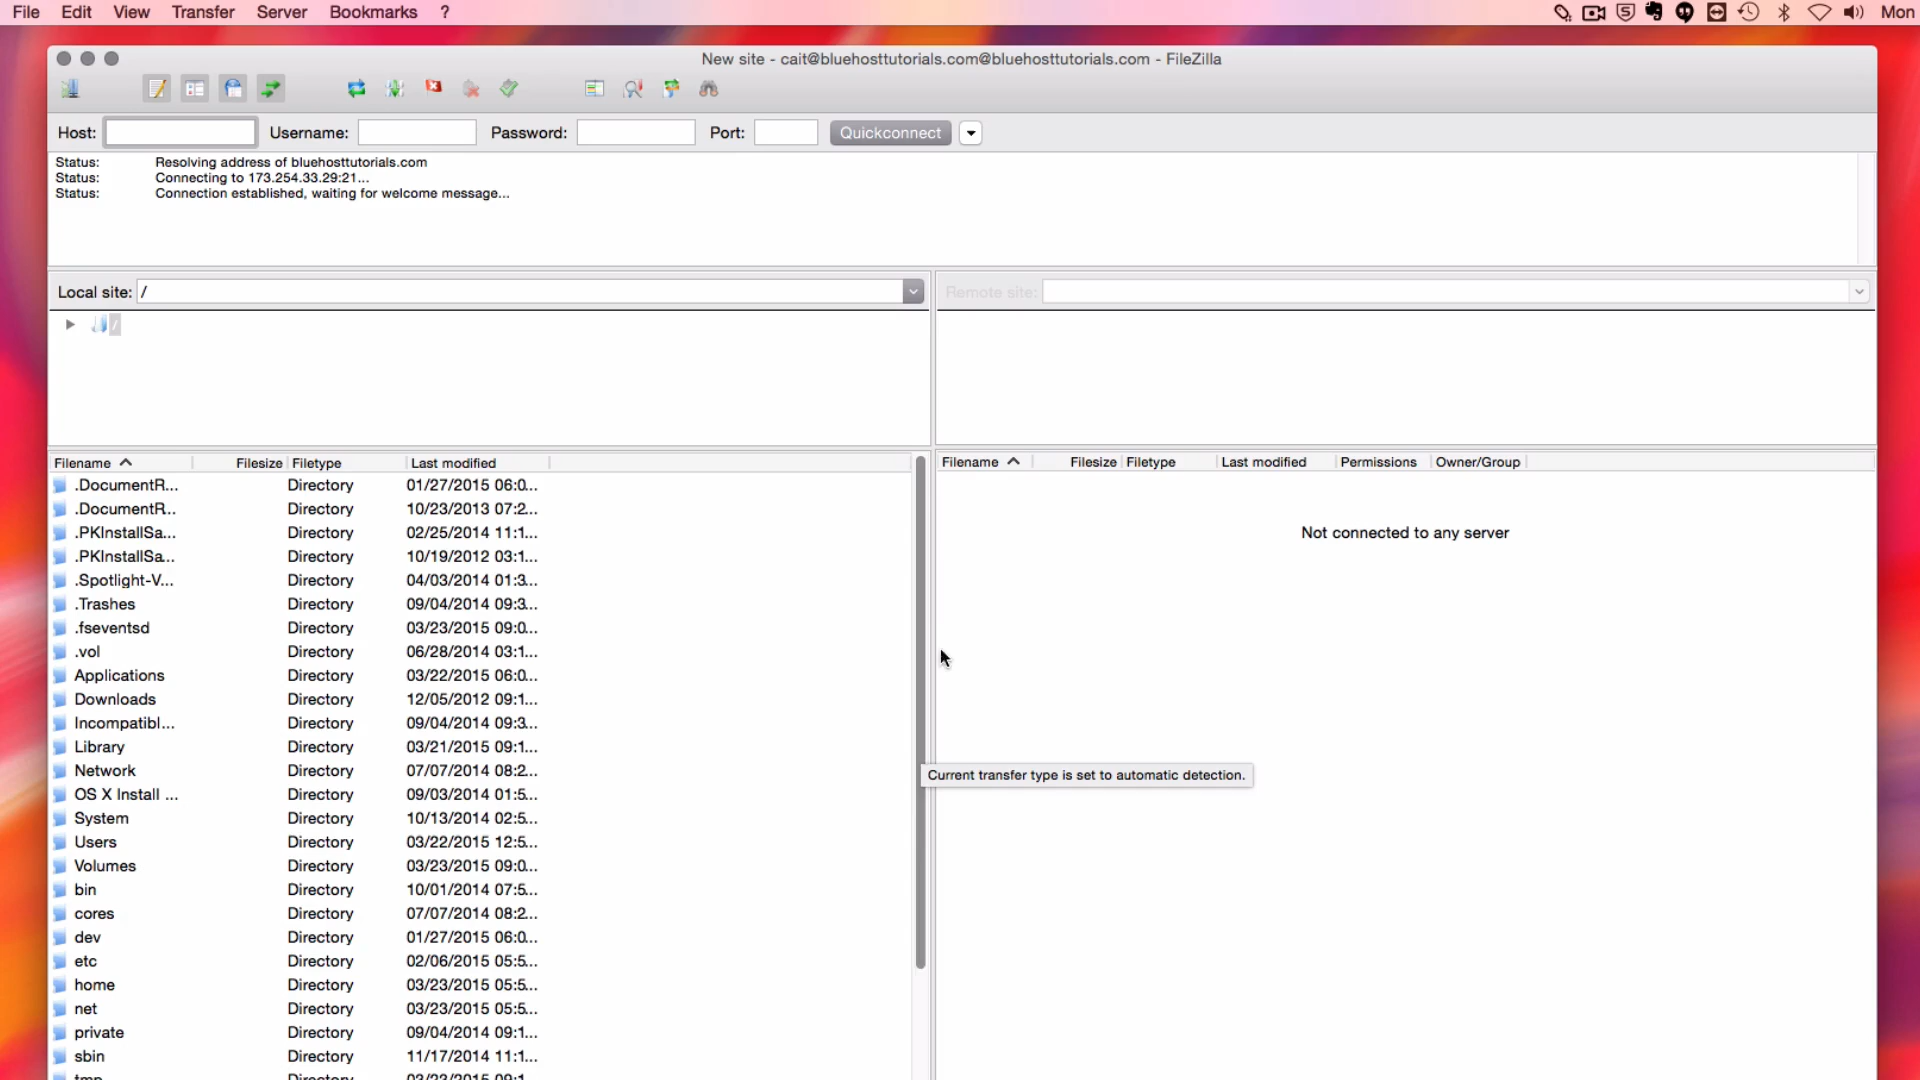 File Edit View Transfer Server Bookmarks ? Mon
New site - cait@bluehosttutorials.com@bluehosttutorials.com - FileZilla
Host: Username: Password: Port: Quickconnect
Status: Resolving address of bluehosttutorials.com
Status: Connecting to 173.254.33.29:21...
Status: Connection established, waiting for welcome message...
Local site: /
Remote site:
/
Filename Filesize Filetype Last modified
.DocumentR... Directory 01/27/2015 06:0...
.DocumentR... Directory 10/23/2013 07:2...
.PKInstallSa... Directory 02/25/2014 11:1...
.PKInstallSa... Directory 10/19/2012 03:1...
.Spotlight-V... Directory 04/03/2014 01:3...
.Trashes Directory 09/04/2014 09:3...
.fseventsd Directory 03/23/2015 09:0...
.vol Directory 06/28/2014 03:1...
Applications Directory 03/22/2015 06:0...
Downloads Directory 12/05/2012 09:1...
Incompatibl... Directory 09/04/2014 09:3...
Library Directory 03/21/2015 09:1...
Network Directory 07/07/2014 08:2...
OS X Install ... Directory 09/03/2014 01:5...
System Directory 10/13/2014 02:5...
Users Directory 03/22/2015 12:5...
Volumes Directory 03/23/2015 09:0...
bin Directory 10/01/2014 07:5...
cores Directory 07/07/2014 08:2...
dev Directory 01/27/2015 06:0...
etc Directory 02/06/2015 05:5...
home Directory 03/23/2015 05:5...
net Directory 03/23/2015 05:5...
private Directory 09/04/2014 09:1...
sbin Directory 11/17/2014 11:1...
tmp Directory 03/23/2015 09:1...
Filename Filesize Filetype Last modified Permissions Owner/Group
Not connected to any server
Current transfer type is set to automatic detection.